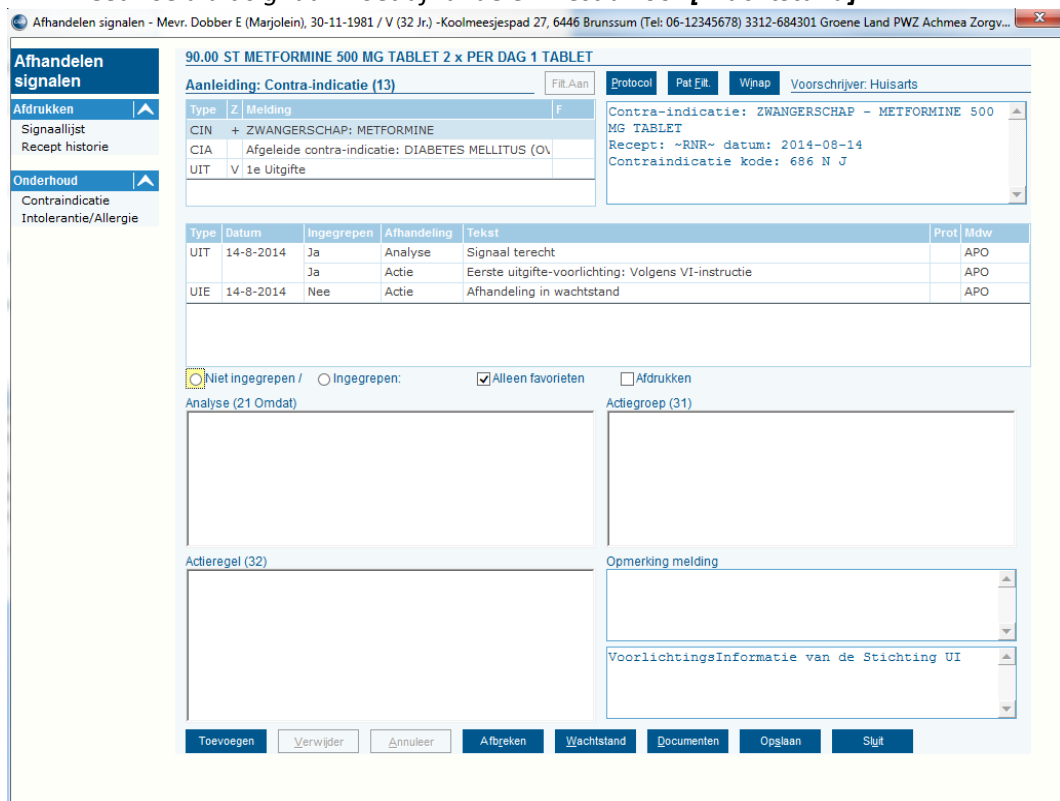 Afhandelen signalen - Mevr. Dobber E (Marjolein), 30-11-1981 / V (32 Jr.) -Koolmeesjespad 27, 6446 Brunssum (Tel: 06-12345678) 3312-684301 Groene Land PWZ Achmea Zorgv...
Afhandelen
signalen
Afdrukken
Signaallijst
Recept historie
Onderhoud
Contraindicatie
Intolerantie/Allergie
90.00 ST METFORMINE 500 MG TABLET 2 x PER DAG 1 TABLET
Aanleiding: Contra-indicatie (13)
Filt.Aan
Protocol
Pat Filt.
Winap
Voorschrijver: Huisarts
Type Z Melding F
CIN + ZWANGERSCHAP: METFORMINE
CIA Afgeleide contra-indicatie: DIABETES MELLITUS (O\
UIT V 1e Uitgifte
Contra-indicatie: ZWANGERSCHAP - METFORMINE 500
MG TABLET
Recept: ~RNR~ datum: 2014-08-14
Contraindicatie kode: 686 N J
Type Datum Ingegrepen Afhandeling Tekst Prot Mdw
UIT 14-8-2014 Ja Analyse Signaal terecht APO
Ja Actie Eerste uitgifte-voorlichting: Volgens VI-instructie APO
UIE 14-8-2014 Nee Actie Afhandeling in wachtstand APO
Niet ingegrepen / Ingegrepen: Alleen favorieten Afdrukken
Analyse (21 Omdat)
Actiegroep (31)
Actieregel (32)
Opmerking melding
VoorlichtingsInformatie van de Stichting UI
Toevoegen Verwijder Annuleer Afbreken Wachtstand Documenten Opslaan Sluit